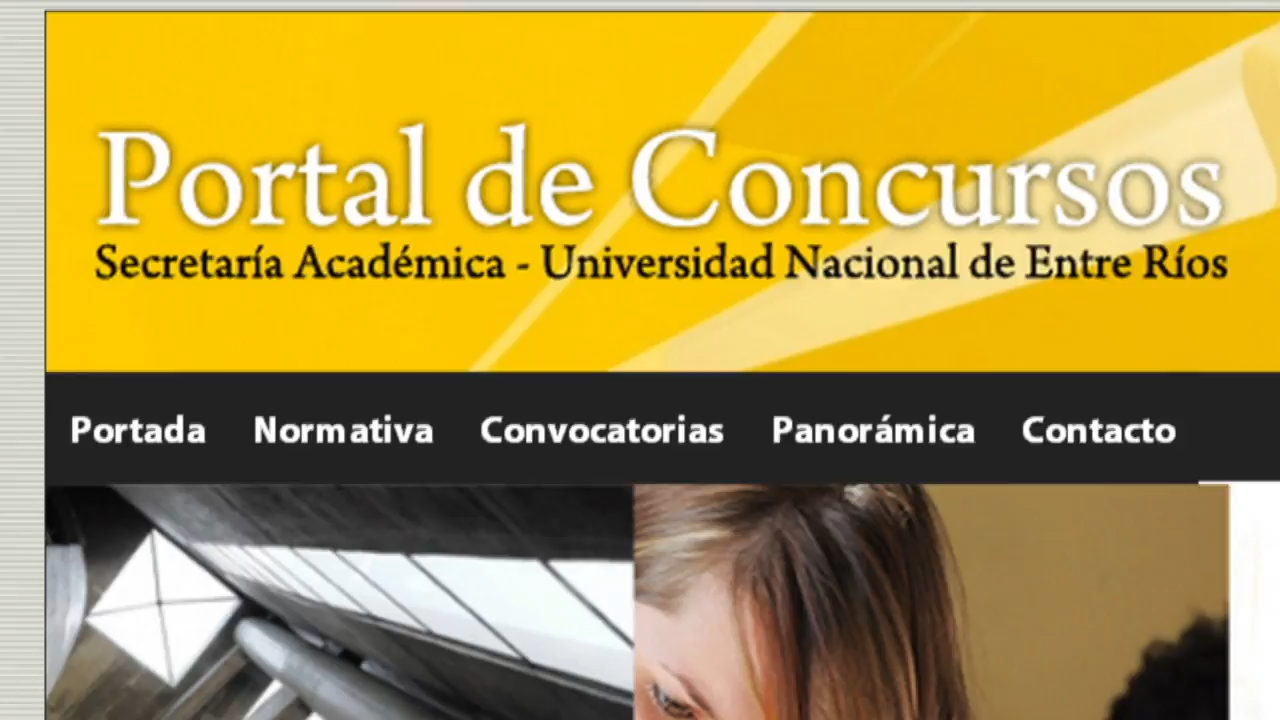 Portal de Concursos
Secretaría Académica - Universidad Nacional de Entre Ríos
Portada Normativa Convocatorias Panorámica Contacto